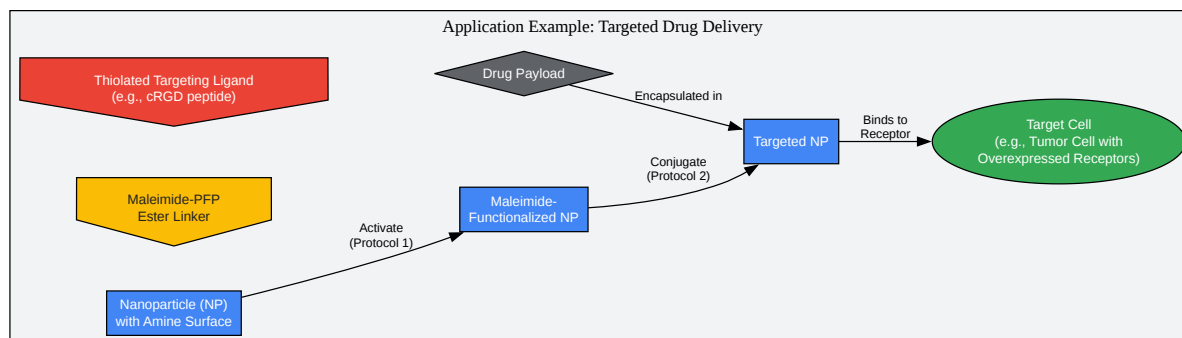 Application Example: Targeted Drug Delivery
Thiolated Targeting Ligand
(e.g., cRGD peptide)
Drug Payload
Encapsulated in
Targeted NP
Binds to
Receptor
Target Cell
(e.g., Tumor Cell with
Overexpressed Receptors)
Conjugate
(Protocol 2)
Maleimide-PFP
Ester Linker
Maleimide-
Functionalized NP
Activate
(Protocol 1)
Nanoparticle (NP)
with Amine Surface